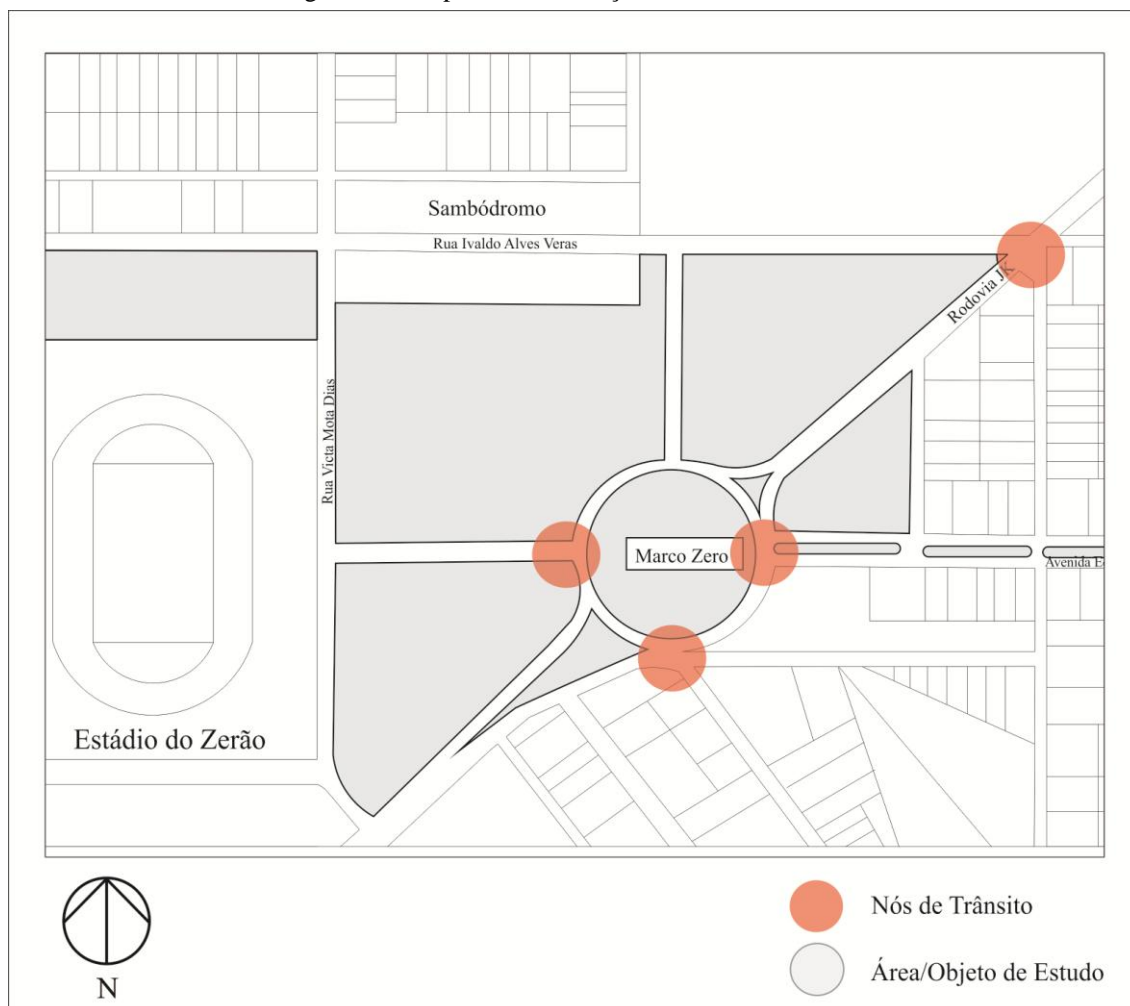 Sambódromo
Rua Ivaldo Alves Veras
Rodovia JK
Rua Victa Mota Dias
Marco Zero
Avenida E
Estádio do Zerão
Nós de Trânsito
Área/Objeto de Estudo
N